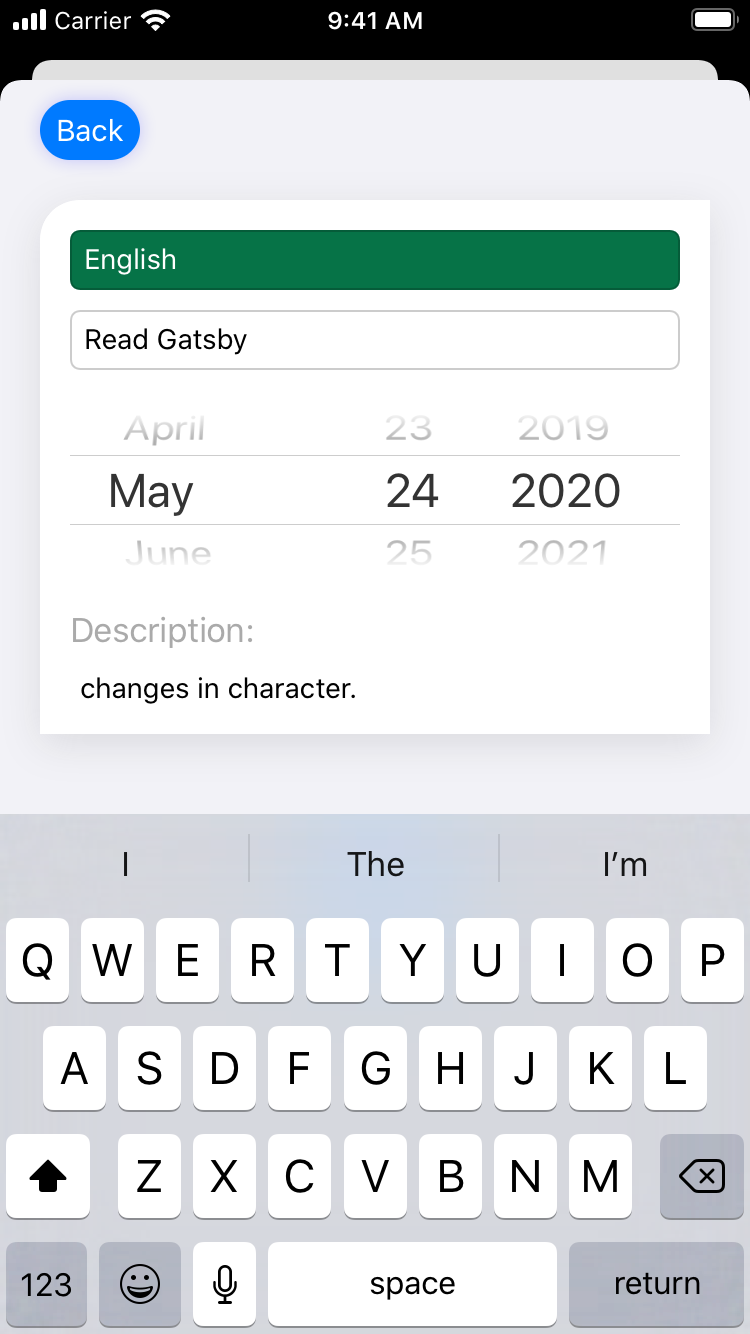 Carrier 9:41 AM
Back
English
Read Gatsby
April 23 2019
May 24 2020
June 25 2021
Description:
changes in character.
I The I’m
Q W E R T Y U I O P
A S D F G H J K L
Z X C V B N M
123 space return